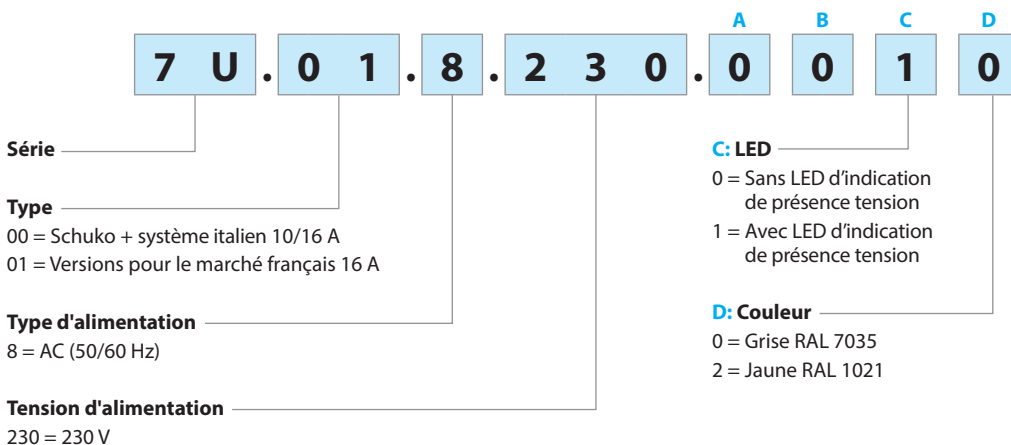 A B C D
7 U . 0 1 . 8 . 2 3 0 . 0 0 1 0
Série
Type
00 = Schuko + système italien 10/16 A
01 = Versions pour le marché français 16 A
Type d'alimentation
8 = AC (50/60 Hz)
Tension d'alimentation
230 = 230 V
C: LED
0 = Sans LED d’indication
de présence tension
1 = Avec LED d’indication
de présence tension
D: Couleur
0 = Grise RAL 7035
2 = Jaune RAL 1021